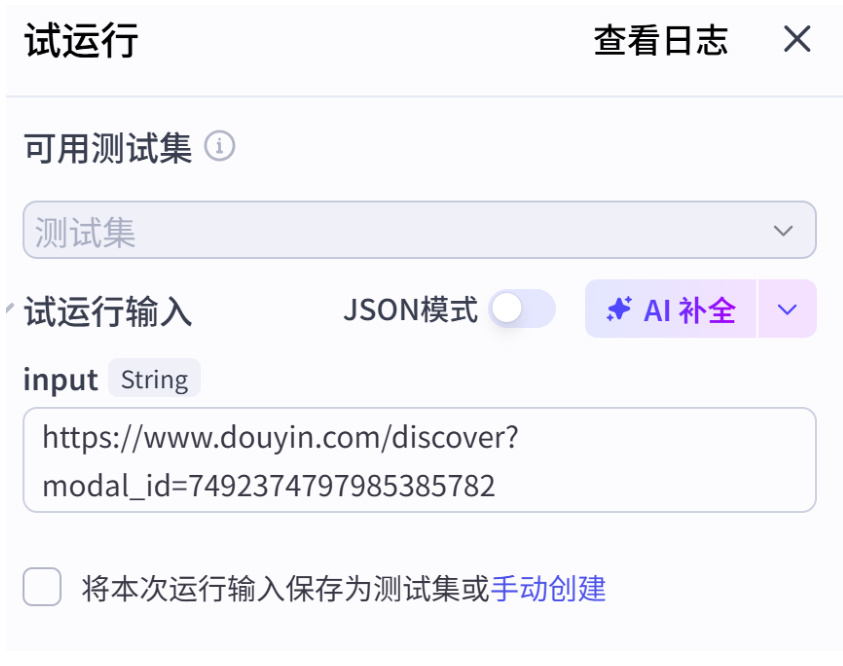 试运行 查看日志
可用测试集
测试集
试运行输入 JSON模式 AI 补全
input String
https://www.douyin.com/discover?
modal_id=7492374797985385782
将本次运行输入保存为测试集或手动创建